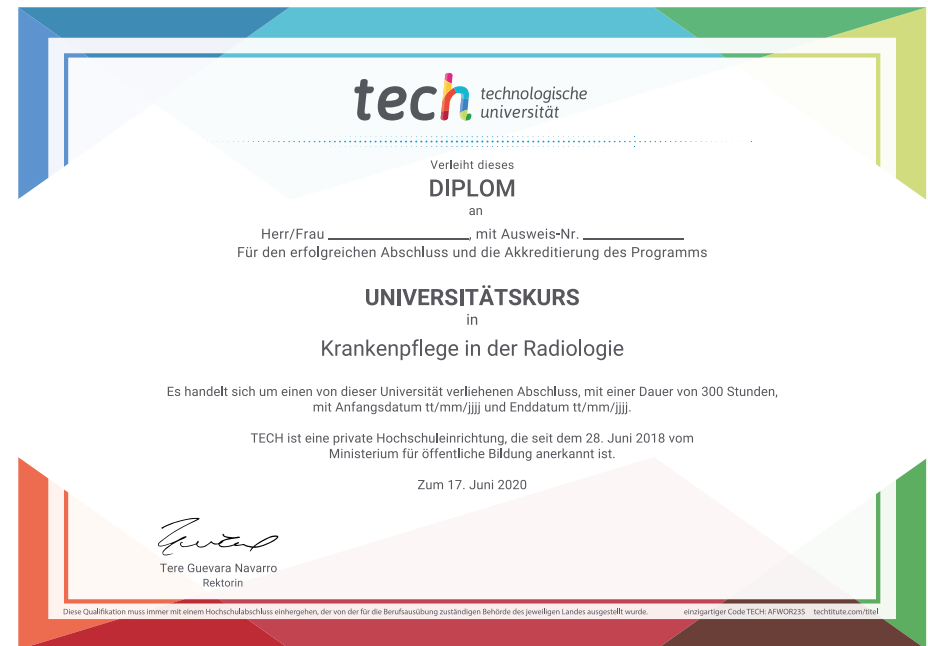 tech technologische
universität
Verleiht dieses
DIPLOM
an
Herr/Frau ________________, mit Ausweis-Nr. ____________
Für den erfolgreichen Abschluss und die Akkreditierung des Programms
UNIVERSITÄTSKURS
in
Krankenpflege in der Radiologie
Es handelt sich um einen von dieser Universität verliehenen Abschluss, mit einer Dauer von 300 Stunden,
mit Anfangsdatum tt/mm/jjjj und Enddatum tt/mm/jjjj.
TECH ist eine private Hochschuleinrichtung, die seit dem 28. Juni 2018 vom
Ministerium für öffentliche Bildung anerkannt ist.
Zum 17. Juni 2020
Tere Guevara Navarro
Rektorin
Diese Qualifikation muss immer mit einem Hochschulabschluss einhergehen, der von der für die Berufsausübung zuständigen Behörde des jeweiligen Landes ausgestellt wurde. einzigartiger Code TECH: AFWOR23S techtitute.com/titel